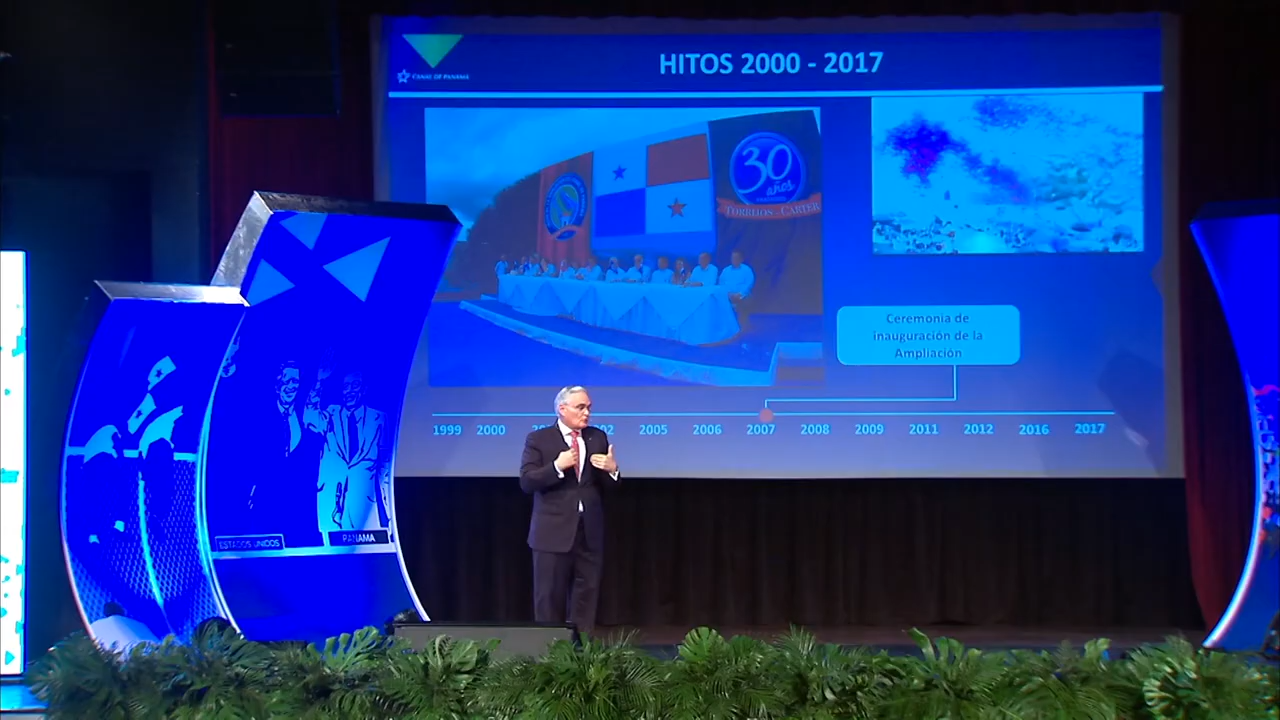 HITOS 2000 - 2017
CANAL DE PANAMÁ
30
años
TORRIJOS - CARTER
Ceremonia de
inauguración de la
Ampliación
1999 2000 2005 2006 2007 2008 2009 2011 2012 2016 2017
ESTADOS UNIDOS
PANAMA